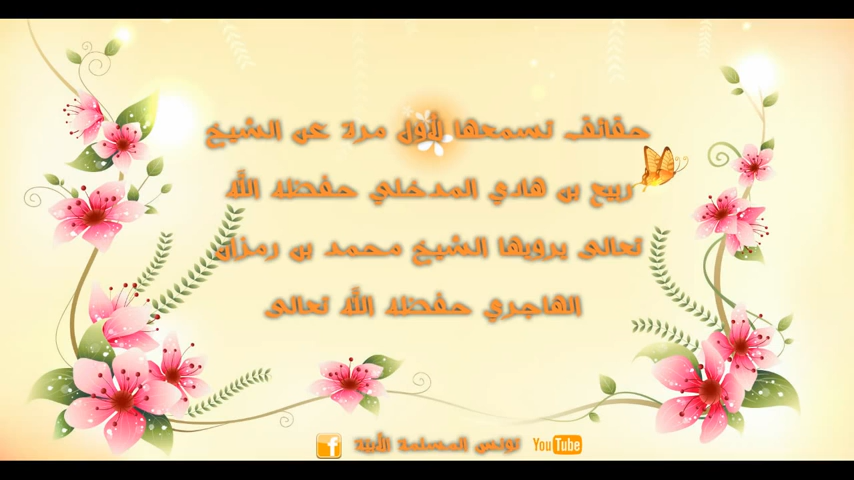 حقائق تسمعها لأول مرة عن الشيخ
ربيع بن هادي المدخلي حفظه الله
تعالى يرويها الشيخ محمد بن رمزان
الهاجري حفظه الله تعالى
f تونس المسلمة الأبيّة YouTube